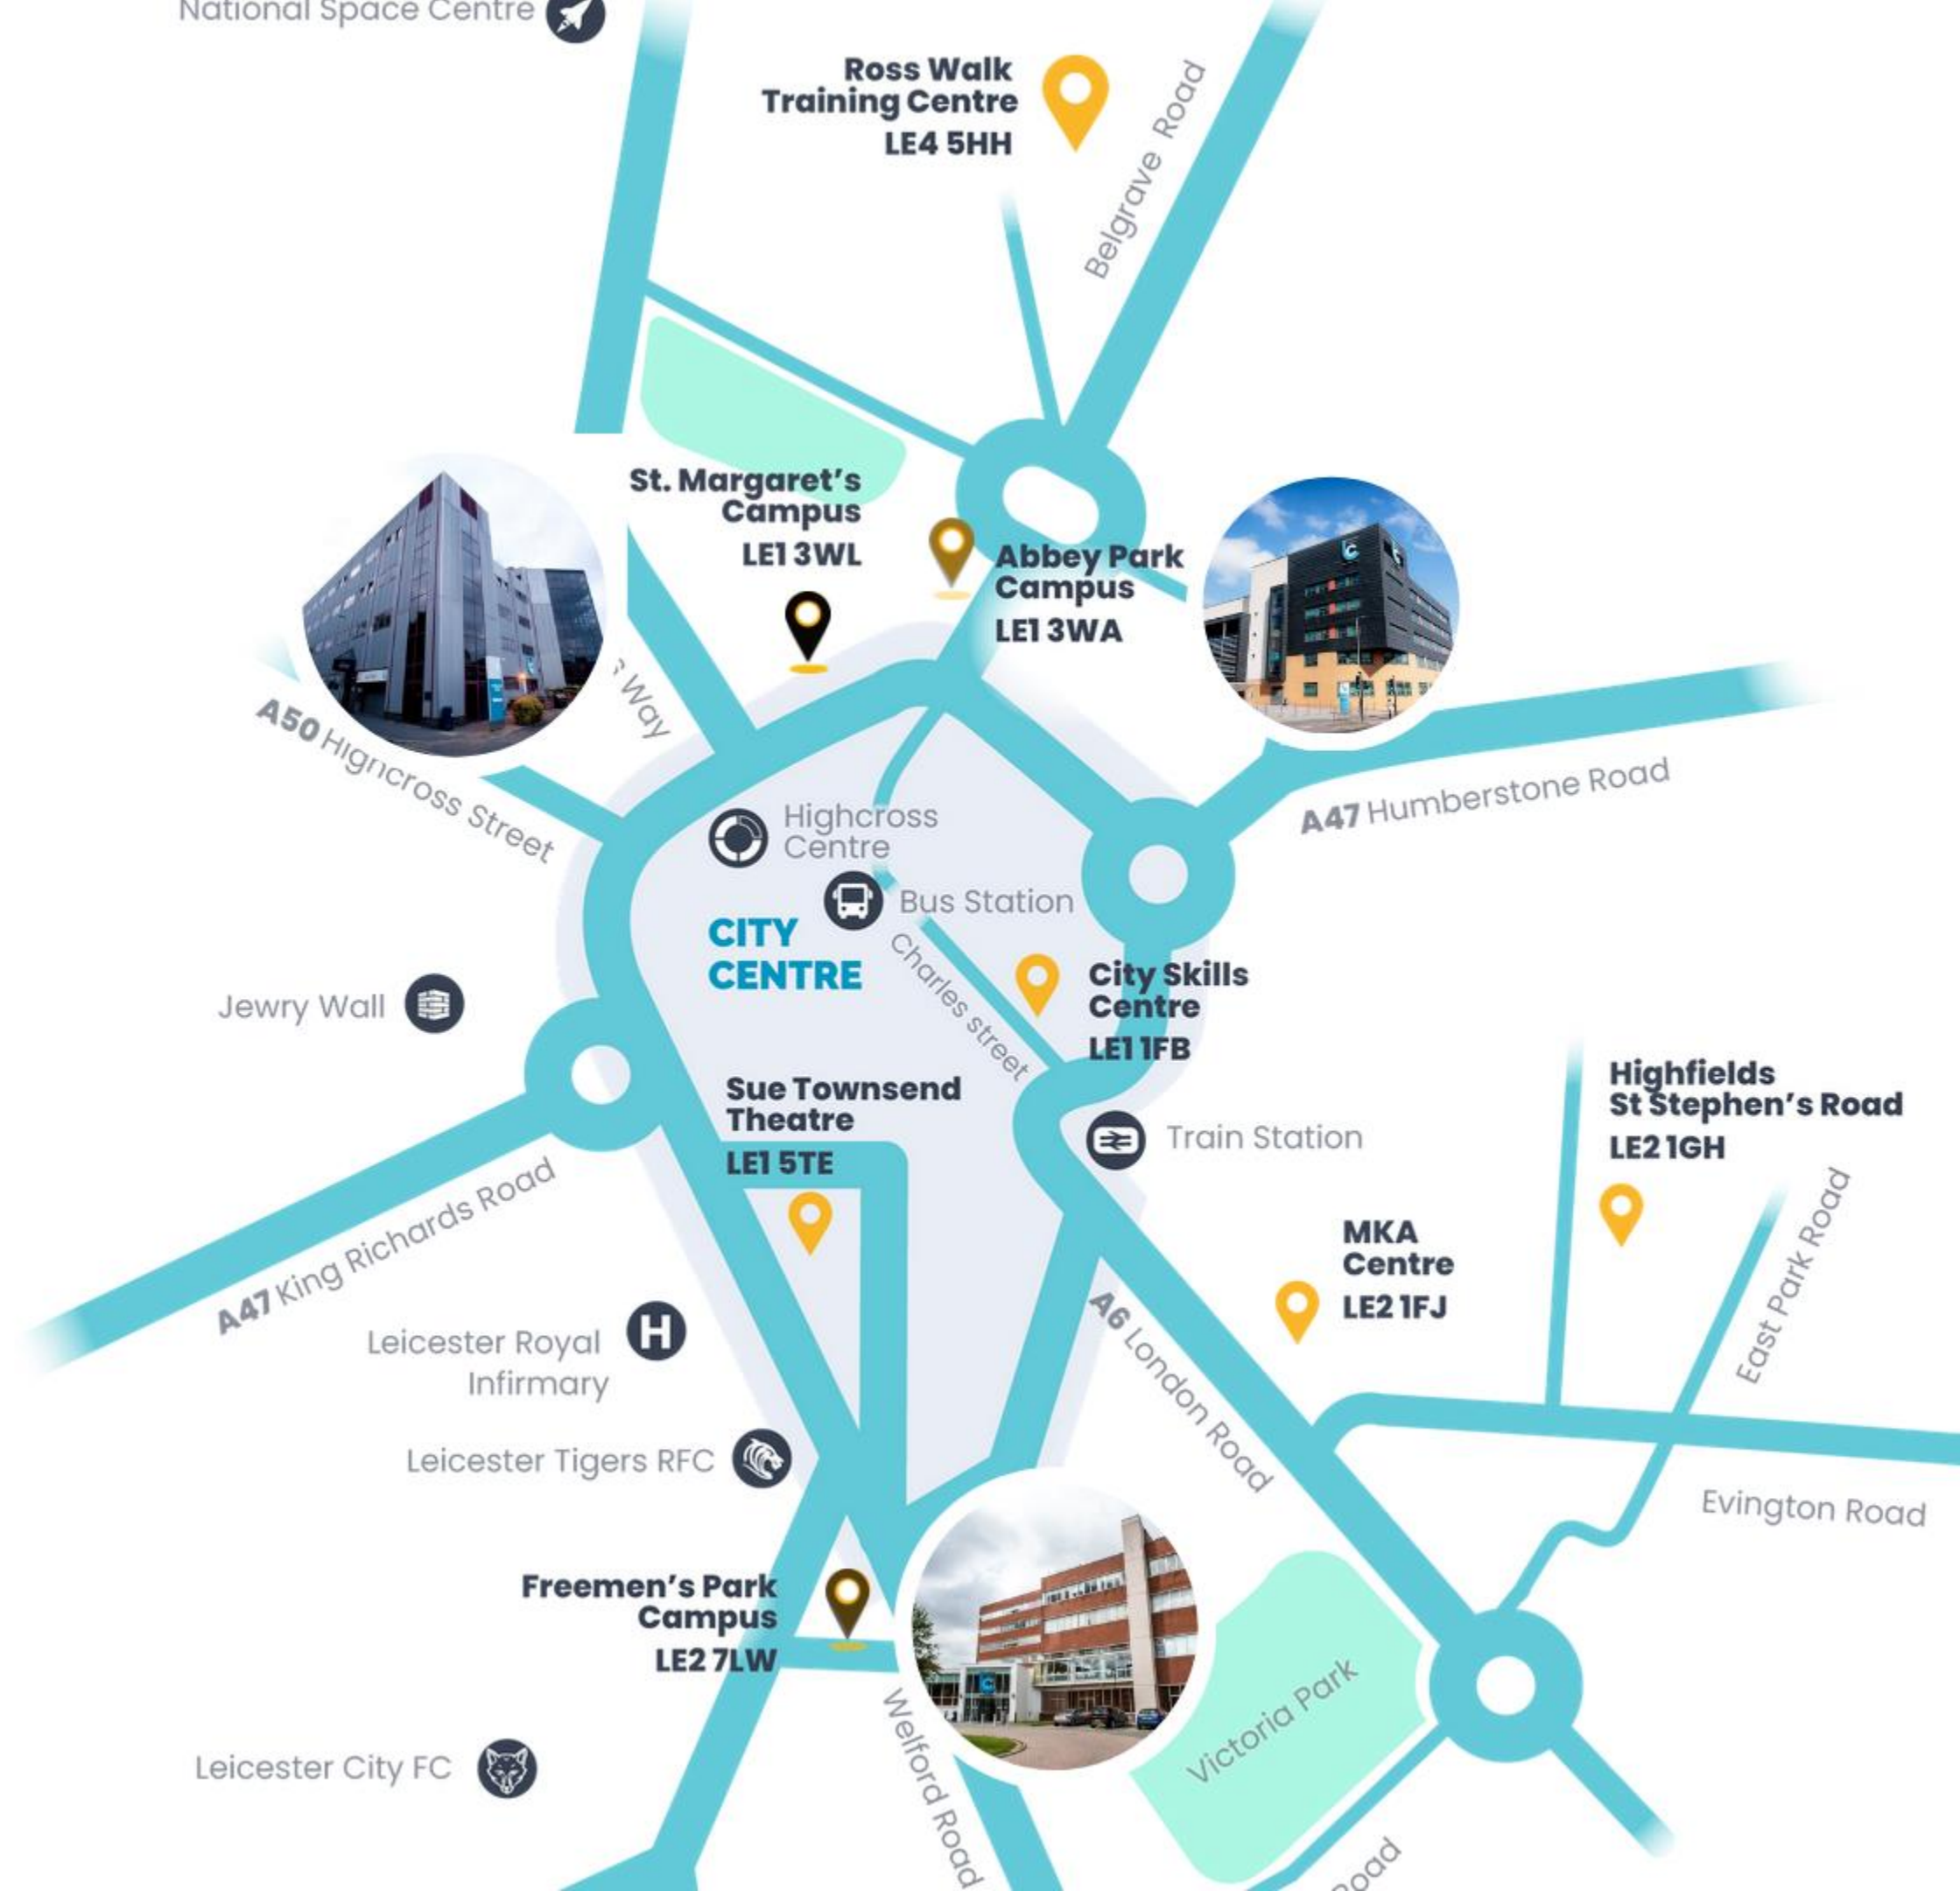 National Space Centre
Ross Walk
Training Centre
LE4 5HH
Belgrave Road
St. Margaret's
Campus
LE1 3WL
Abbey Park
Campus
LE1 3WA
Way
A50 Highcross Street
A47 Humberstone Road
Highcross
Centre
Bus Station
CITY
CENTRE
Charles street
City Skills
Centre
LE1 1FB
Jewry Wall
Sue Townsend
Theatre
LE1 5TE
Train Station
Highfields
St Stephen's Road
LE2 1GH
MKA
Centre
LE2 1FJ
East Park Road
A47 King Richards Road
Leicester Royal
Infirmary
H
A6 London Road
Leicester Tigers RFC
Evington Road
Freemen's Park
Campus
LE2 7LW
Welford Road
Victoria Park
Leicester City FC